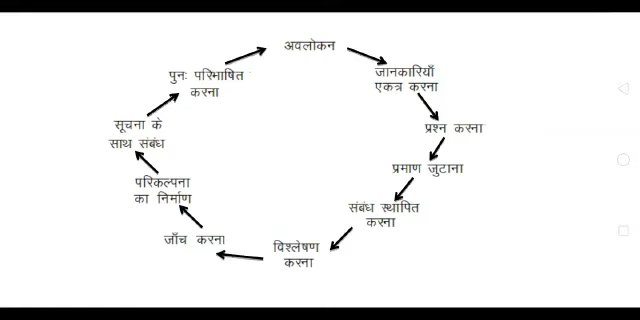 अवलोकन
जानकारियाँ
एकत्र करना
प्रश्न करना
प्रमाण जुटाना
संबंध स्थापित
करना
विश्लेषण
करना
जाँच करना
परिकल्पना
का निर्माण
सूचना के
साथ संबंध
पुनः परिभाषित
करना